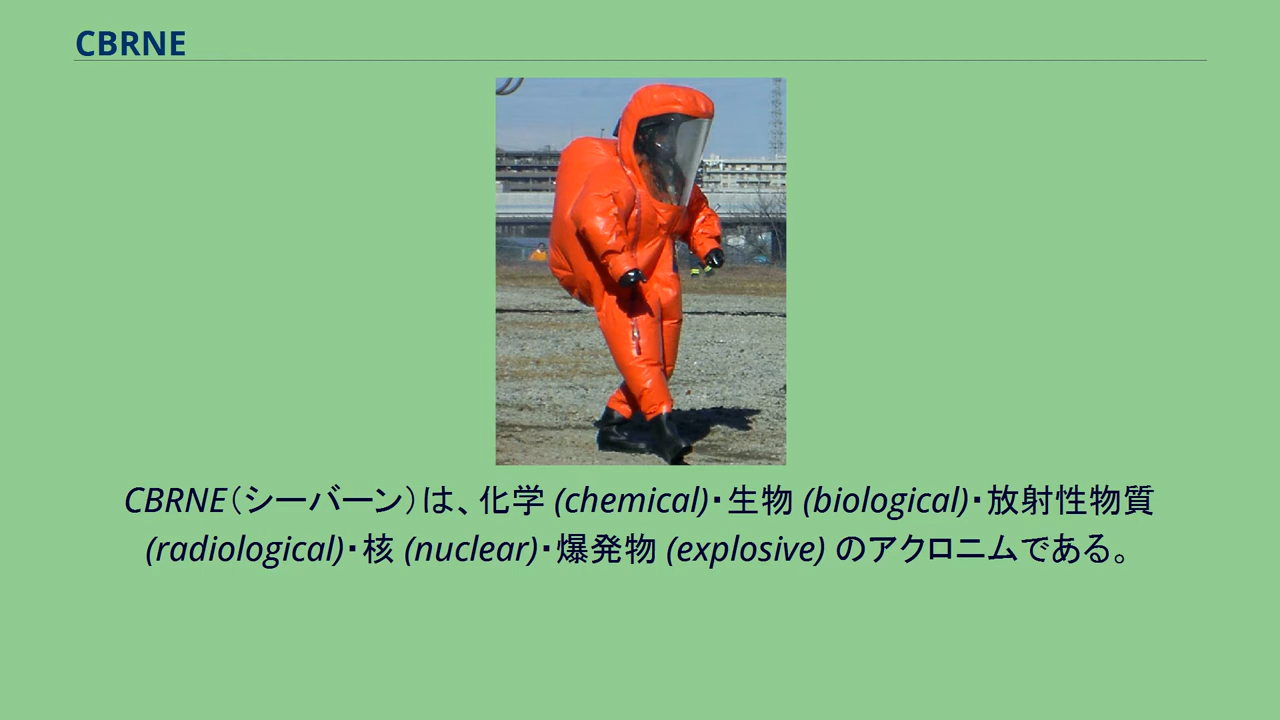 CBRNE
CBRNE（シーバーン）は、化学 (chemical)・生物 (biological)・放射性物質
(radiological)・核 (nuclear)・爆発物 (explosive) のアクロニムである。